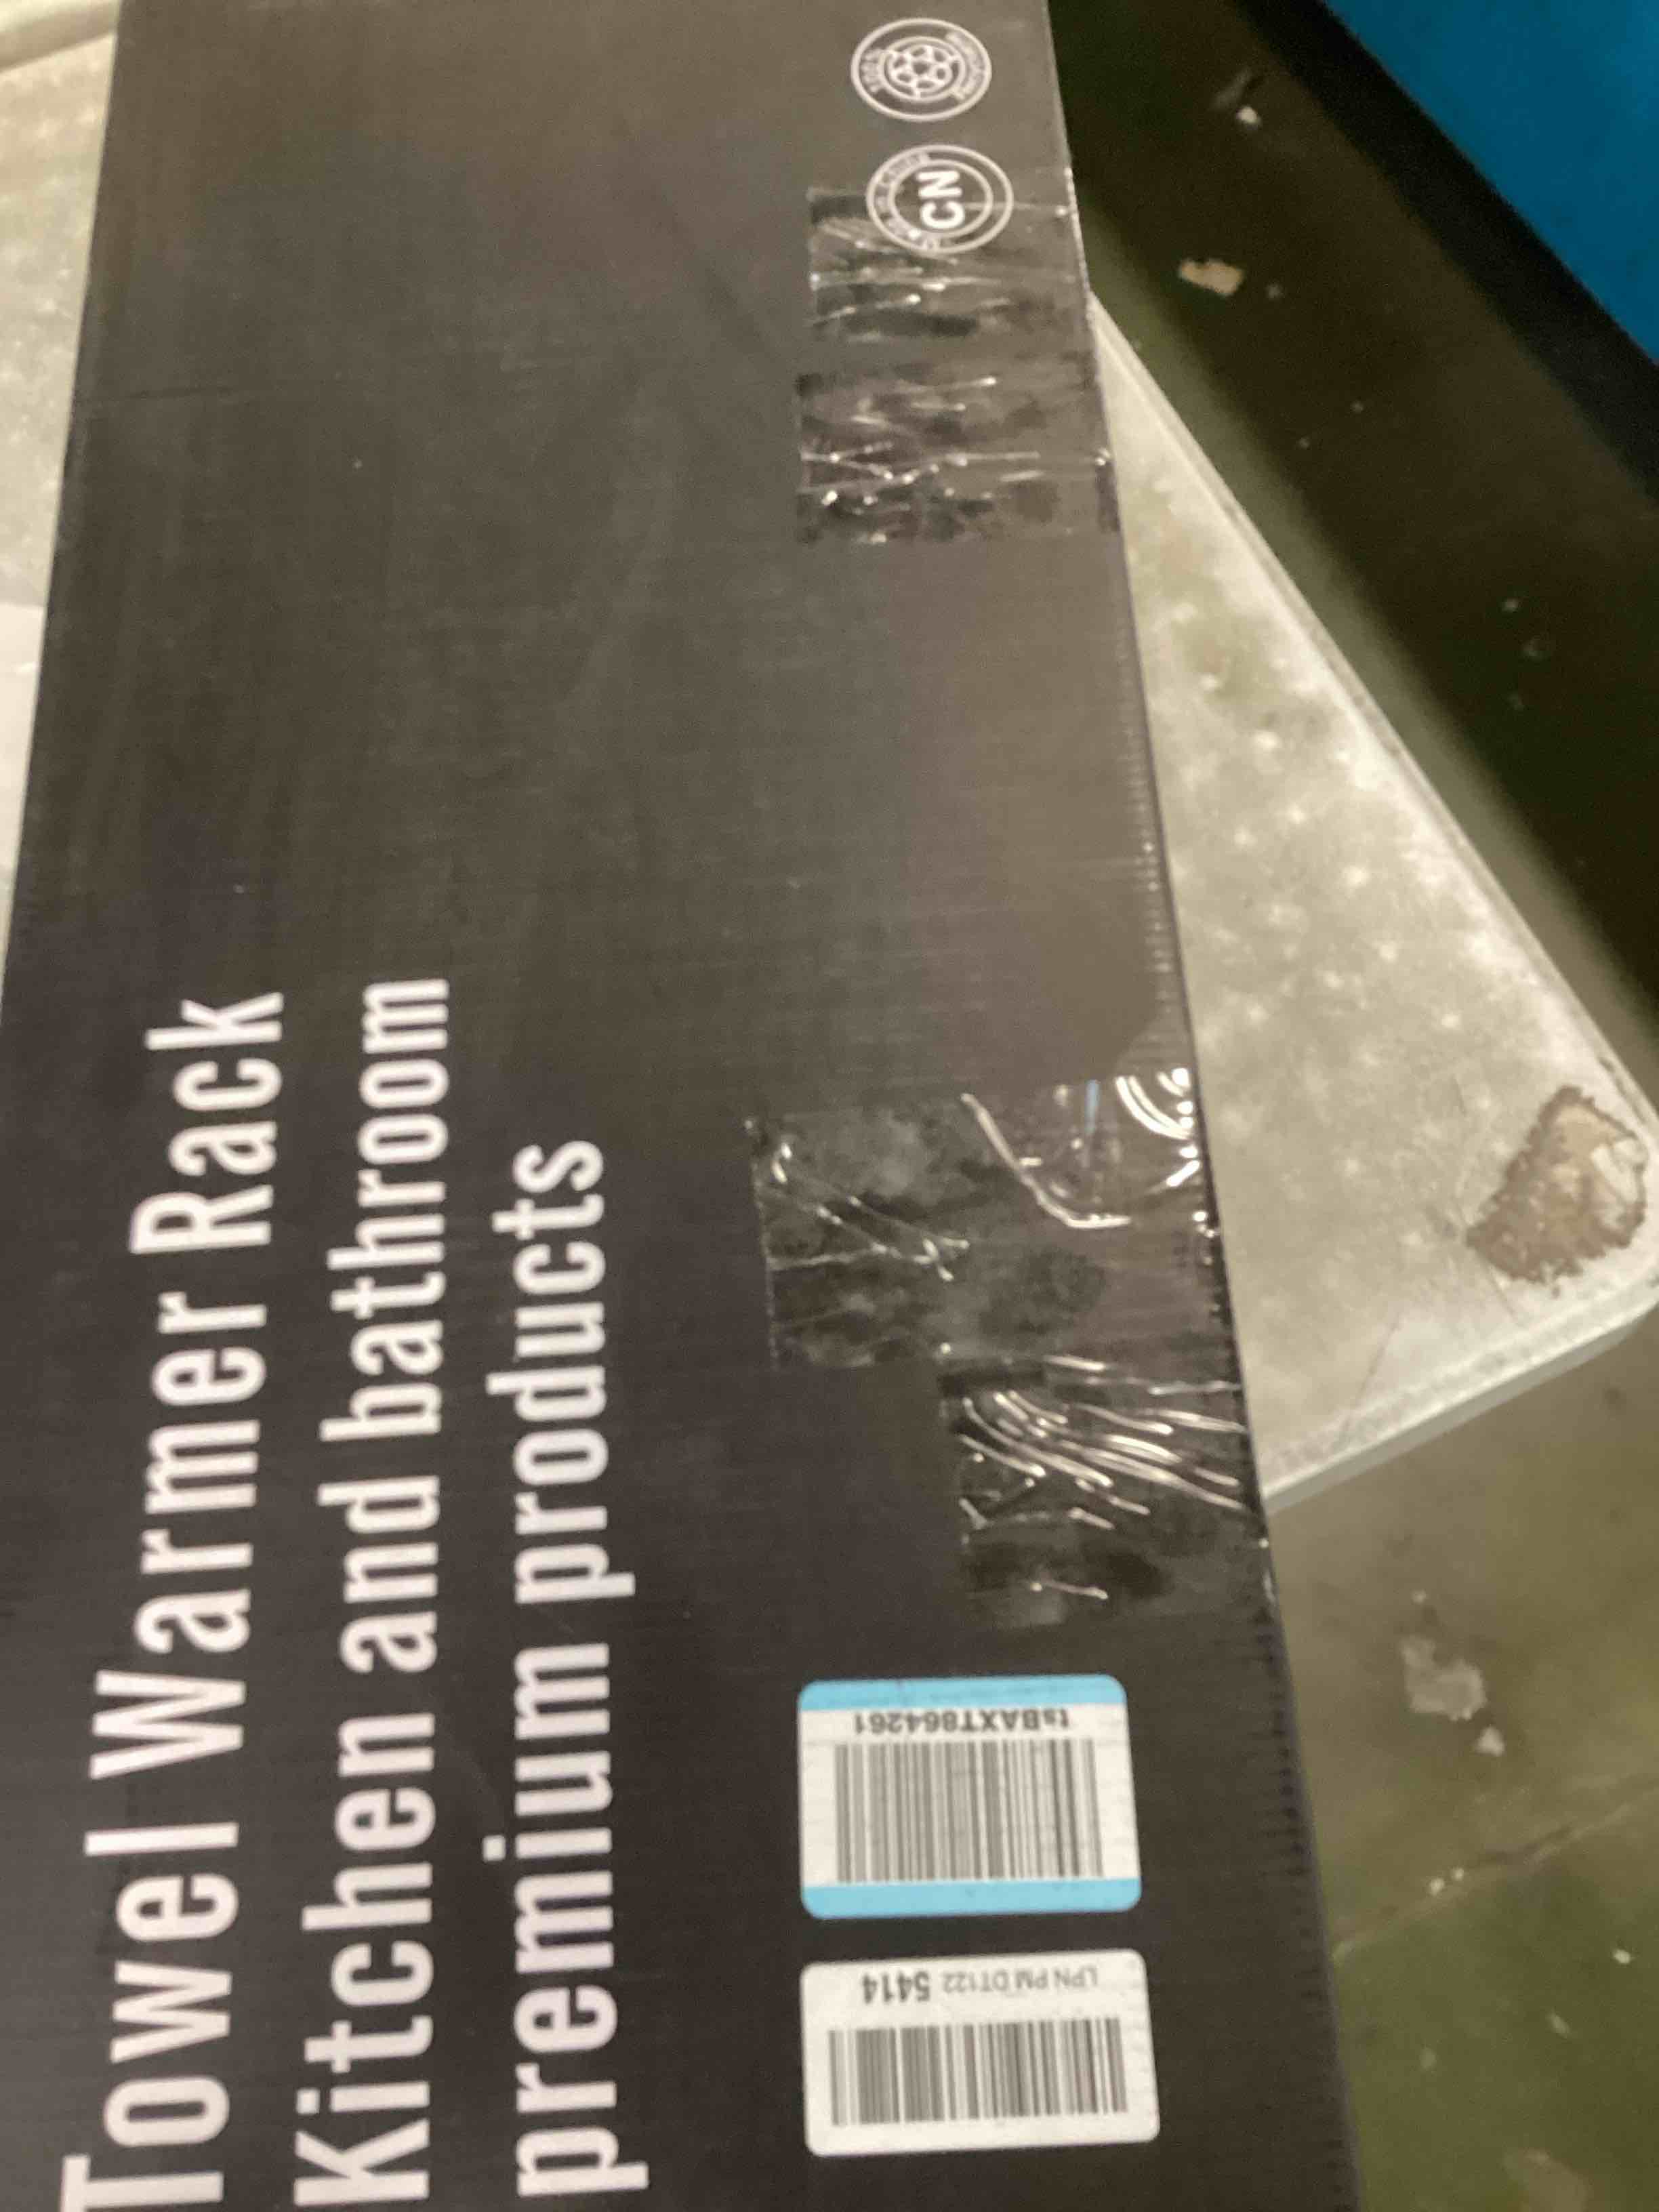 Towel Warmer Rack
Kitchen and bathroom
premium products
tsBAXT864261
LPN PM DT122 5414
CN